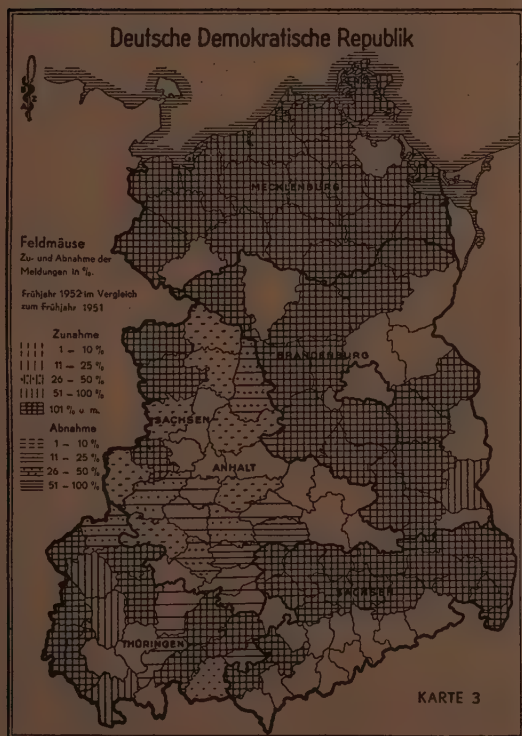 Deutsche Demokratische Republik
MECKLENBURG
Feldmäuse
Zu- und Abnahme der
Meldungen in %.
Frühjahr 1952 im Vergleich
zum Frühjahr 1951
Zunahme
1 – 10 %
11 – 25 %
26 – 50 %
51 – 100 %
101 % u. m.
Abnahme
1 – 10 %
11 – 25 %
26 – 50 %
51 – 100 %
BRANDENBURG
SACHSEN
ANHALT
SACHSEN
THÜRINGEN
KARTE 3